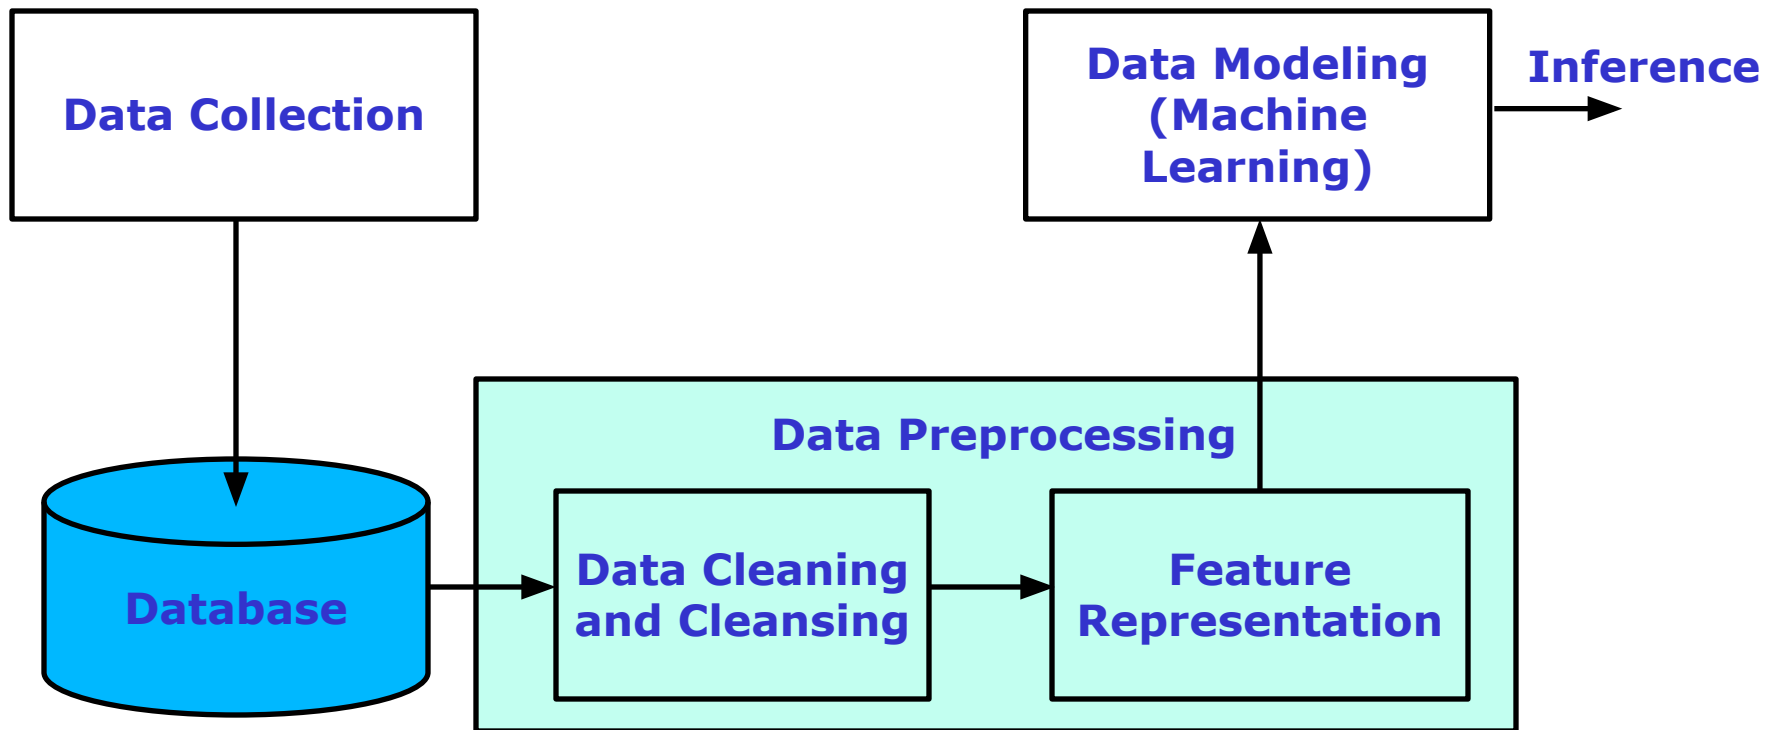 Data Collection
Data Modeling
(Machine
Learning)
Inference
Data Preprocessing
Database
Data Cleaning
and Cleansing
Feature
Representation